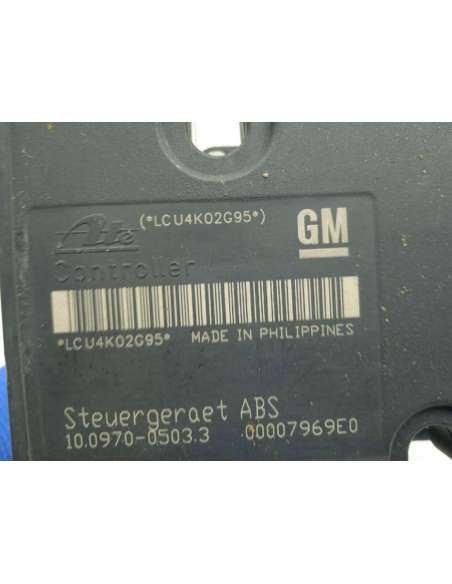 (*LCU4K02G95*)
Ate
GM
Controller
*LCU4K02G95* MADE IN PHILIPPINES
Steuergeraet ABS
10.0970-0503.3 00007969E0